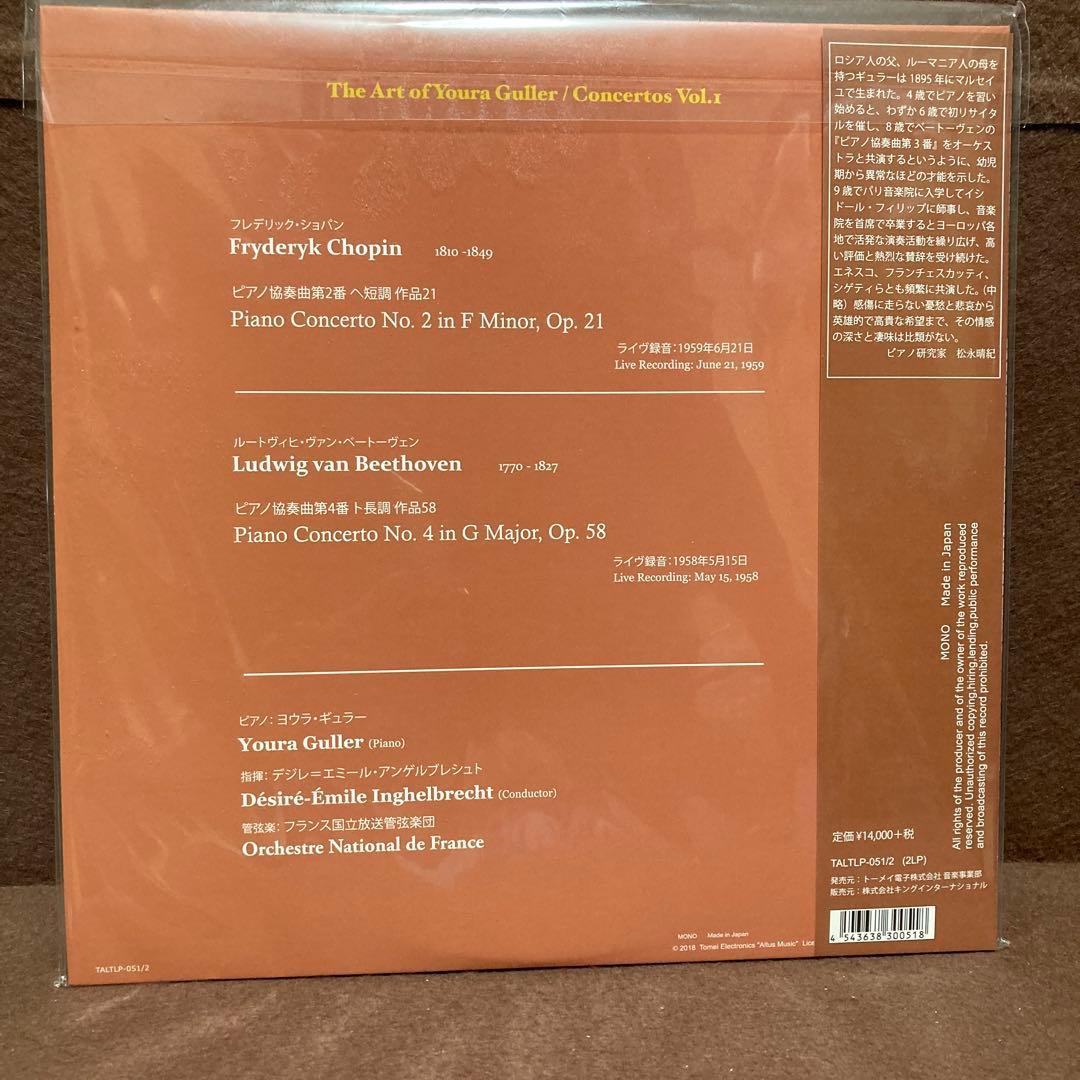 The Art of Youra Guller / Concertos Vol.1
フレデリック・ショパン
Fryderyk Chopin 1810 -1849
ピアノ協奏曲第2番 ヘ短調 作品21
Piano Concerto No. 2 in F Minor, Op. 21
ライヴ録音：1959年6月21日
Live Recording: June 21, 1959
ルートヴィヒ・ヴァン・ベートーヴェン
Ludwig van Beethoven 1770 - 1827
ピアノ協奏曲第4番 ト長調 作品58
Piano Concerto No. 4 in G Major, Op. 58
ライヴ録音：1958年5月15日
Live Recording: May 15, 1958
ピアノ：ヨウラ・ギュラー
Youra Guller (Piano)
指揮：デジレ＝エミール・アンゲルブレシュト
Désiré-Émile Inghelbrecht (Conductor)
管弦楽：フランス国立放送管弦楽団
Orchestre National de France
MONO Made in Japan
© 2018 Tomei Electronics "Altus Music" Lice
TALTLP-051/2
ロシア人の父、ルーマニア人の母を
持つギュラーは1895年にマルセイ
ユで生まれた。4歳でピアノを習い
始めると、わずか6歳で初リサイタ
ルを催し、8歳でベートーヴェンの
『ピアノ協奏曲第3番』をオーケス
トラと共演するというように、幼児
期から異常なほどの才能を示した。
9歳でパリ音楽院に入学してイシ
ドール・フィリップに師事し、音楽
院を首席で卒業するとヨーロッパ各
地で活発な演奏活動を繰り広げ、高
い評価と熱烈な賛辞を受け続けた。
エネスコ、フランチェスカッティ、
シゲティらとも頻繁に共演した。（中
略）感傷に走らない憂愁と悲哀から
英雄的で高貴な希望まで、その情感
の深さと凄味は比類がない。
ピアノ研究家 松永晴紀
MONO Made in Japan
All rights of the producer and of the owner of the work reproduced
reserved. Unauthorized copying,hiring,lending,public performance
and broadcasting of this record prohibited.
定価 ¥14,000＋税
TALTLP-051/2 (2LP)
発売元：トーメイ電子株式会社 音楽事業部
販売元：株式会社キングインターナショナル
4 543638 300518